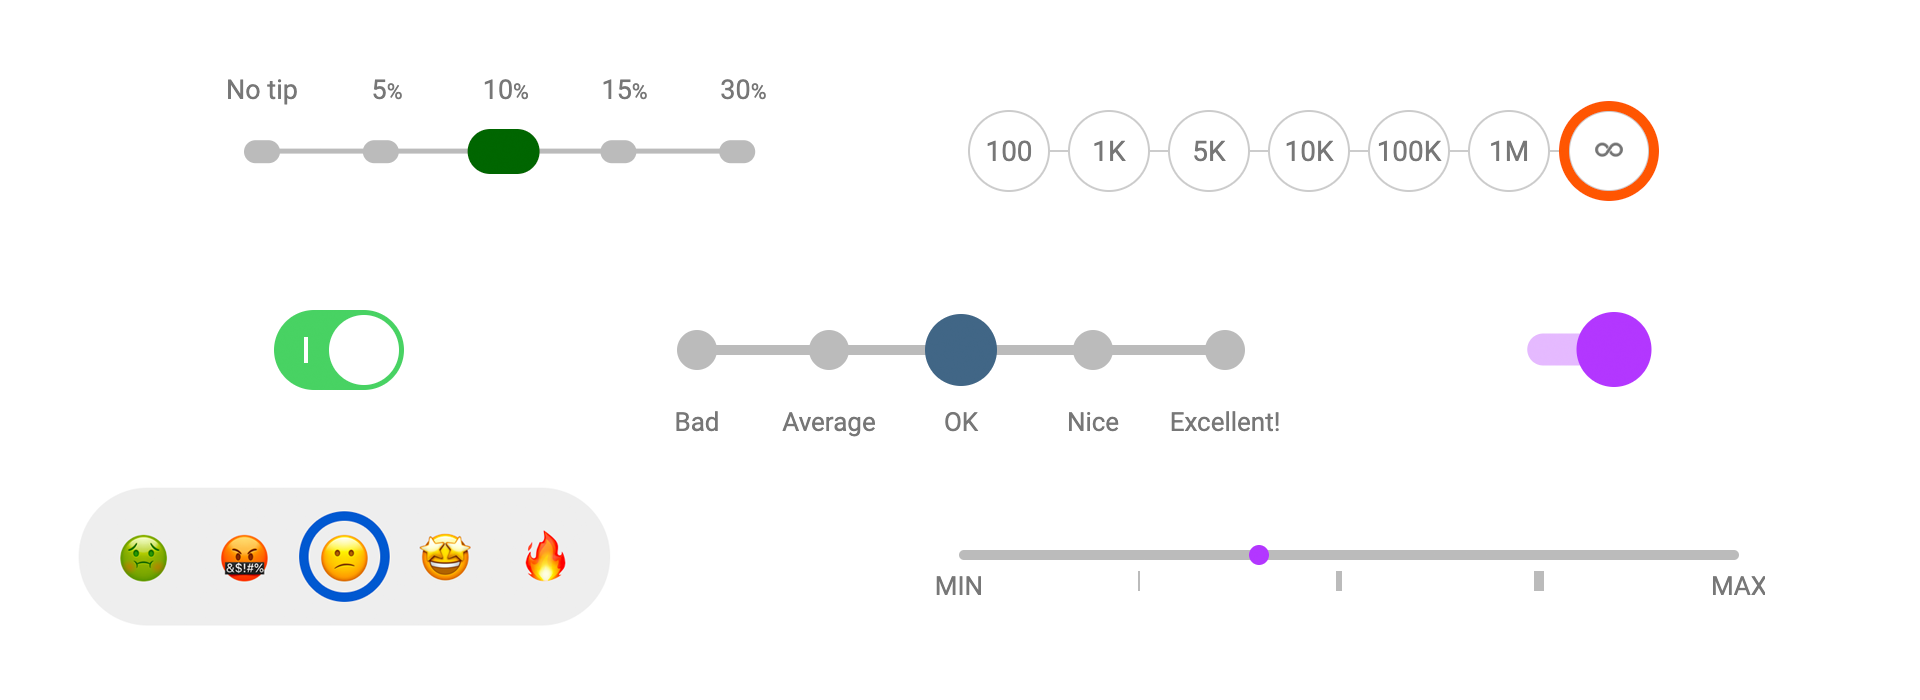 No tip 5% 10% 15% 30%
100 1K 5K 10K 100K 1M ∞
Bad Average OK Nice Excellent!
&$!#%
MIN MAX